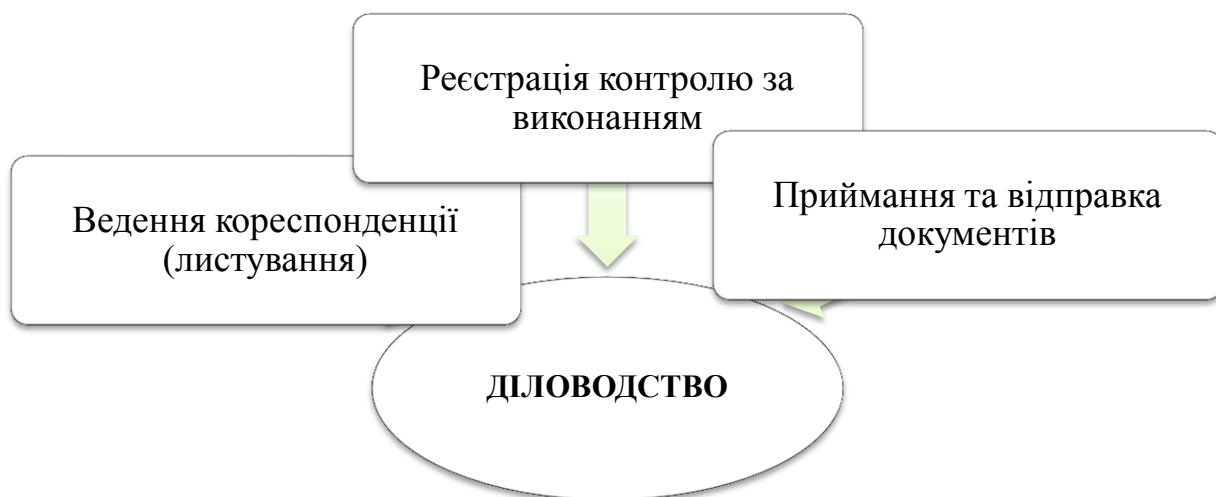 Реєстрація контролю за
виконанням
Ведення кореспонденції
(листування)
Приймання та відправка
документів
ДІЛОВОДСТВО